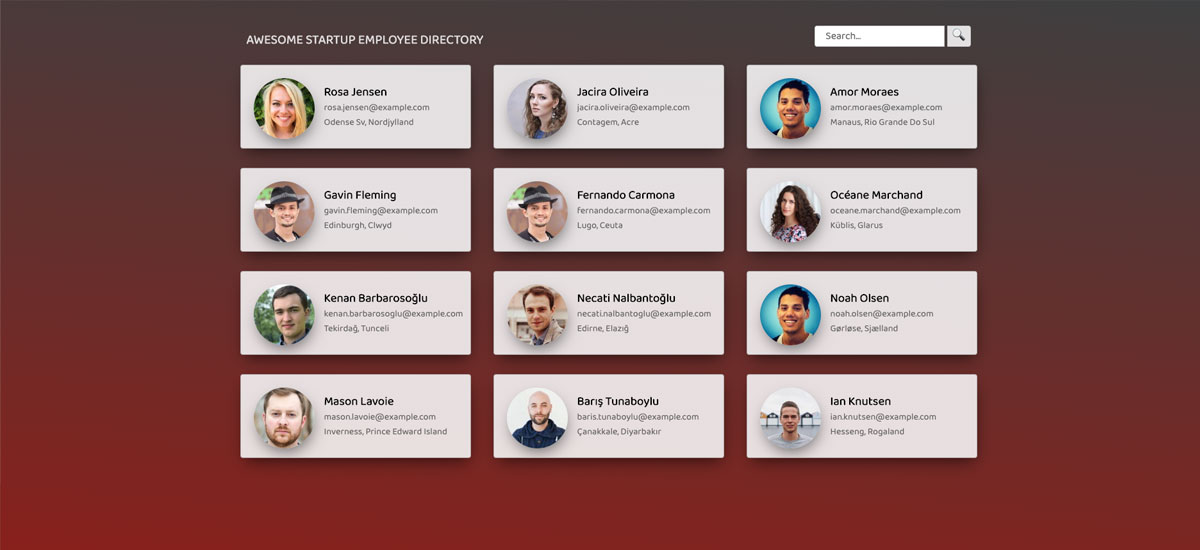 AWESOME STARTUP EMPLOYEE DIRECTORY
Search...
Rosa Jensen
rosa.jensen@example.com
Odense Sv, Nordjylland
Jacira Oliveira
jacira.oliveira@example.com
Contagem, Acre
Amor Moraes
amor.moraes@example.com
Manaus, Rio Grande Do Sul
Gavin Fleming
gavin.fleming@example.com
Edinburgh, Clwyd
Fernando Carmona
fernando.carmona@example.com
Lugo, Ceuta
Océane Marchand
oceane.marchand@example.com
Küblis, Glarus
Kenan Barbarosoğlu
kenan.barbarosoglu@example.com
Tekirdağ, Tunceli
Necati Nalbantoğlu
necati.nalbantoglu@example.com
Edirne, Elazığ
Noah Olsen
noah.olsen@example.com
Gørløse, Sjælland
Mason Lavoie
mason.lavoie@example.com
Inverness, Prince Edward Island
Barış Tunaboylu
baris.tunaboylu@example.com
Çanakkale, Diyarbakır
Ian Knutsen
ian.knutsen@example.com
Hesseng, Rogaland